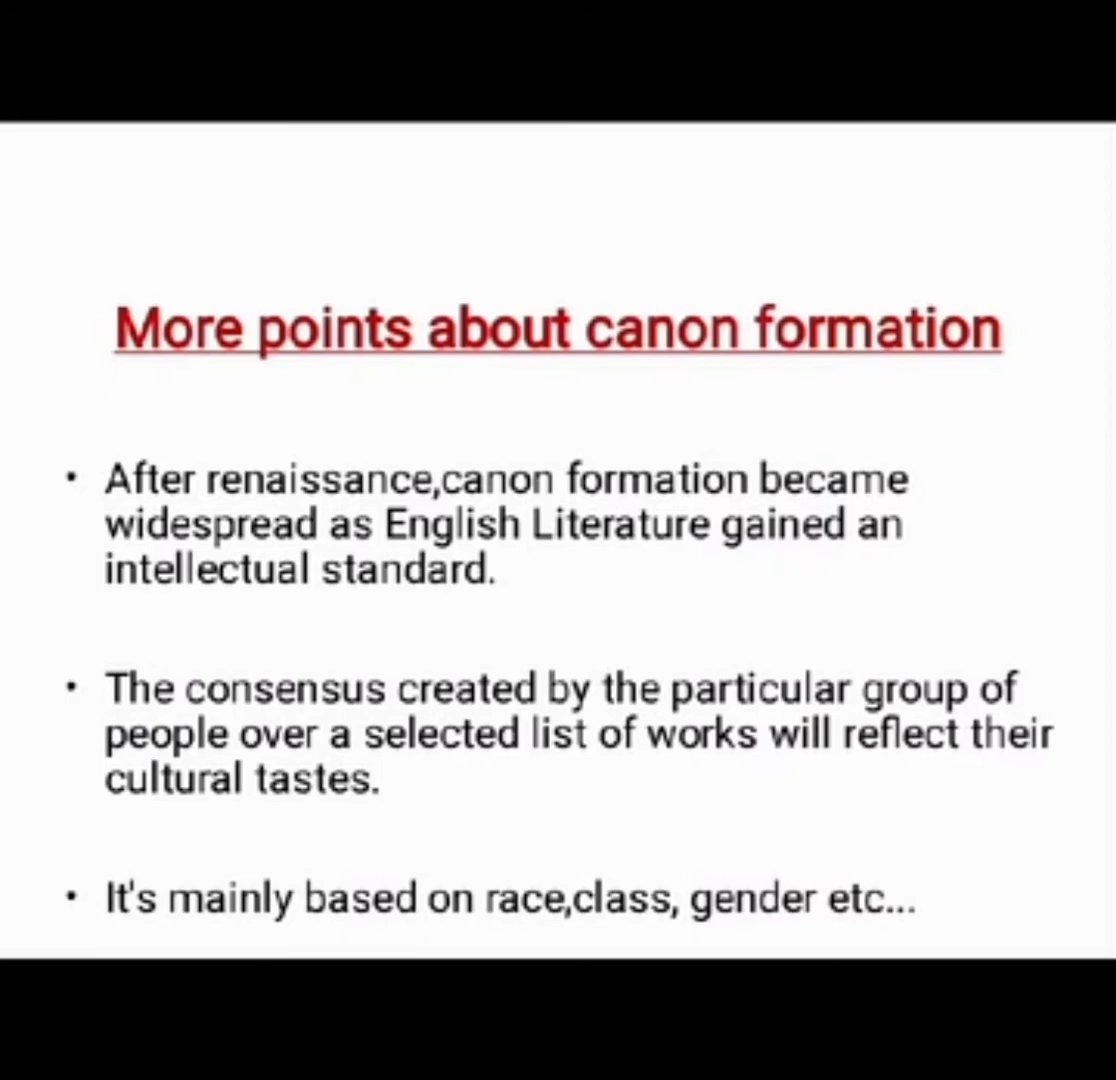 More points about canon formation
• After renaissance,canon formation became
widespread as English Literature gained an
intellectual standard.
• The consensus created by the particular group of
people over a selected list of works will reflect their
cultural tastes.
• It's mainly based on race,class, gender etc...